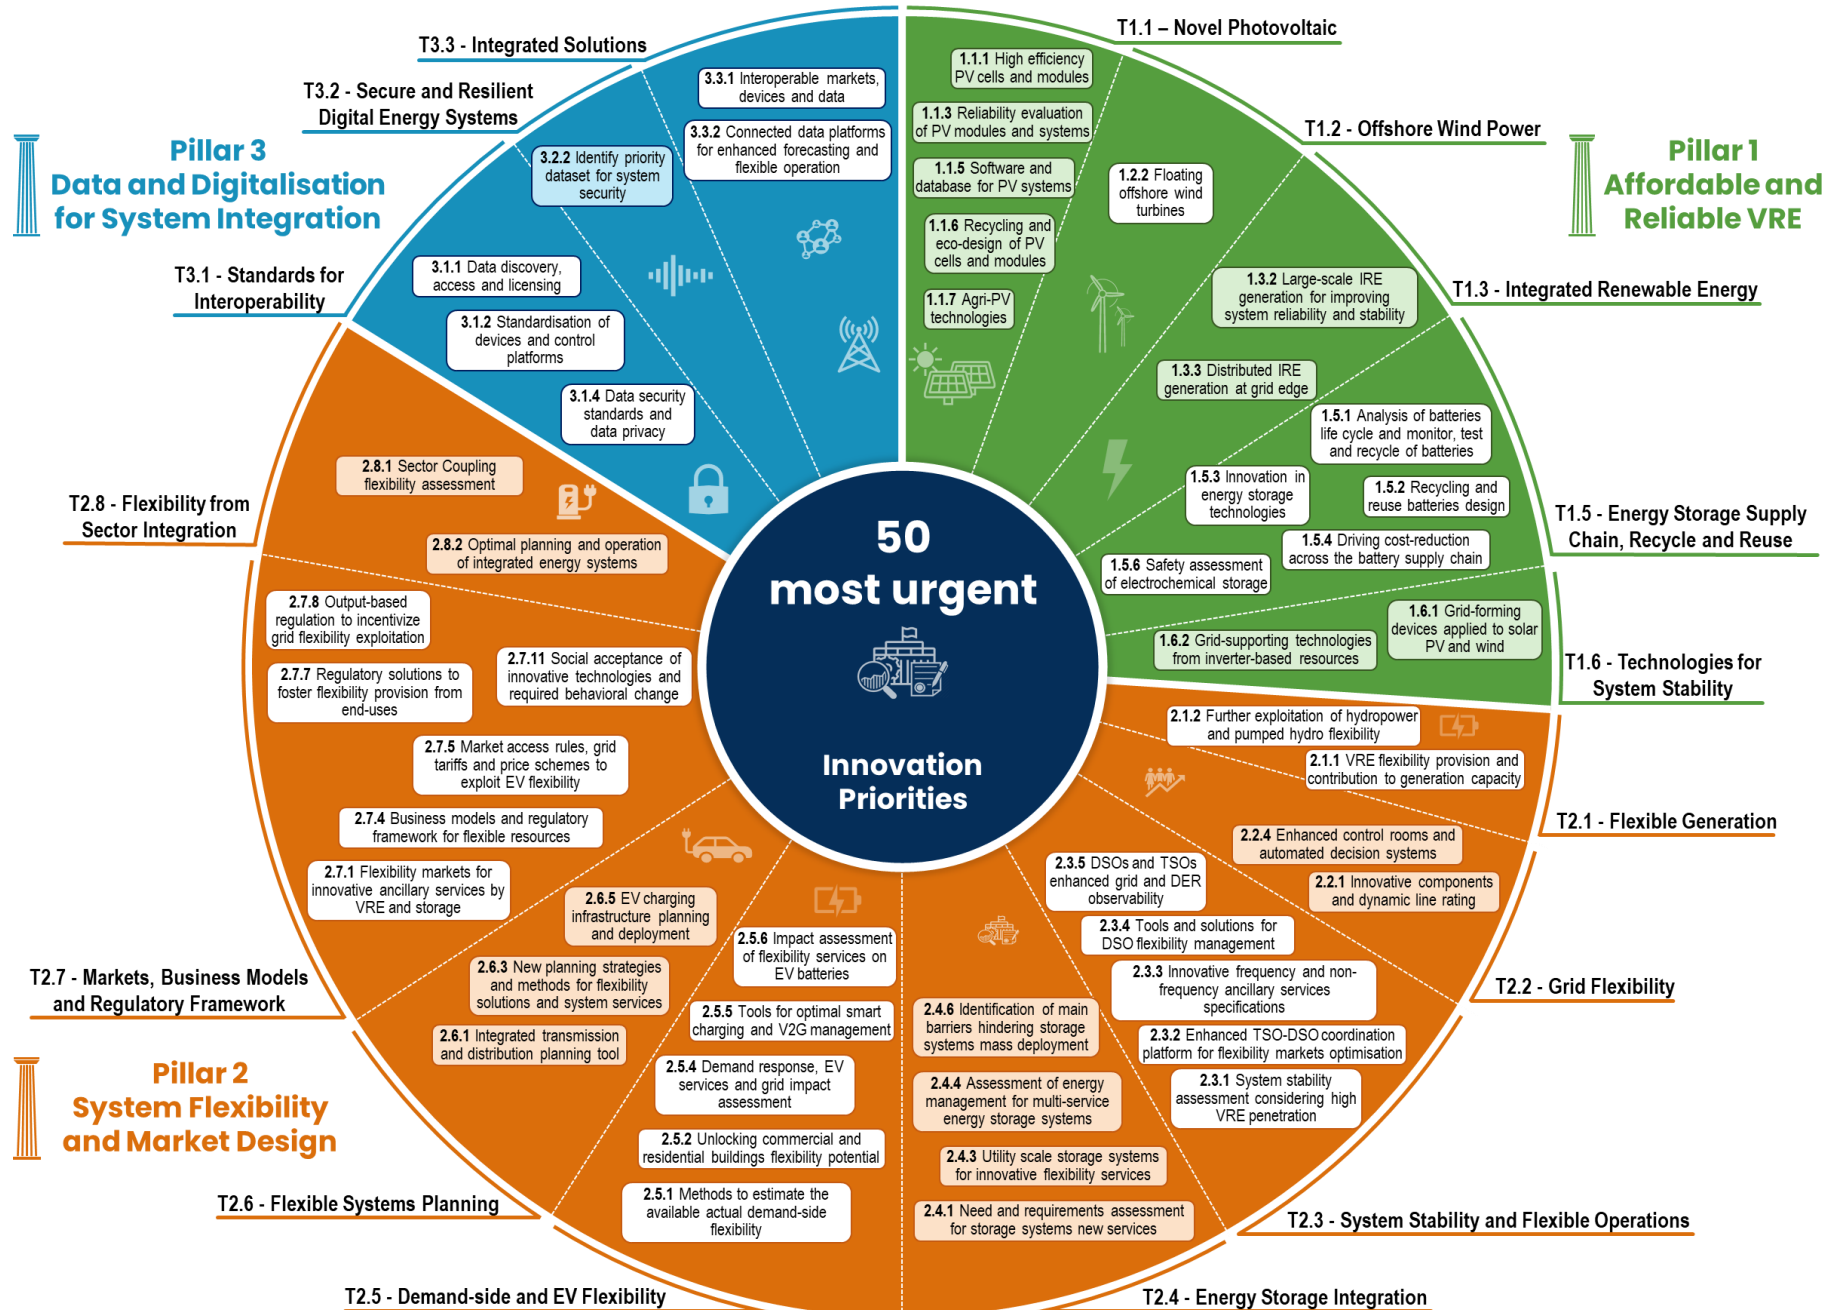 T3.3 - Integrated Solutions
T3.2 - Secure and Resilient
Digital Energy Systems
Pillar 3
Data and Digitalisation
for System Integration
T3.1 - Standards for
Interoperability
3.3.1 Interoperable markets,
devices and data
3.3.2 Connected data platforms
for enhanced forecasting and
flexible operation
3.2.2 Identify priority
dataset for system
security
3.1.1 Data discovery,
access and licensing
3.1.2 Standardisation of
devices and control
platforms
3.1.4 Data security
standards and
data privacy
T1.1 – Novel Photovoltaic
T1.2 - Offshore Wind Power
Pillar 1
Affordable and
Reliable VRE
T1.3 - Integrated Renewable Energy
T1.5 - Energy Storage Supply
Chain, Recycle and Reuse
T1.6 - Technologies for
System Stability
1.1.1 High efficiency
PV cells and modules
1.1.3 Reliability evaluation
of PV modules and systems
1.1.5 Software and
database for PV systems
1.1.6 Recycling and
eco-design of PV
cells and modules
1.1.7 Agri-PV
technologies
1.2.2 Floating
offshore wind
turbines
1.3.2 Large-scale IRE
generation for improving
system reliability and stability
1.3.3 Distributed IRE
generation at grid edge
1.5.1 Analysis of batteries
life cycle and monitor, test
and recycle of batteries
1.5.3 Innovation in
energy storage
technologies
1.5.2 Recycling and
reuse batteries design
1.5.4 Driving cost-reduction
across the battery supply chain
1.5.6 Safety assessment
of electrochemical storage
1.6.1 Grid-forming
devices applied to solar
PV and wind
1.6.2 Grid-supporting technologies
from inverter-based resources
50
most urgent
Innovation
Priorities
T2.8 - Flexibility from
Sector Integration
2.8.1 Sector Coupling
flexibility assessment
2.8.2 Optimal planning and operation
of integrated energy systems
2.7.8 Output-based
regulation to incentivize
grid flexibility exploitation
2.7.11 Social acceptance of
innovative technologies and
required behavioral change
2.7.7 Regulatory solutions to
foster flexibility provision from
end-uses
2.7.5 Market access rules, grid
tariffs and price schemes to
exploit EV flexibility
2.7.4 Business models and regulatory
framework for flexible resources
2.7.1 Flexibility markets for
innovative ancillary services by
VRE and storage
T2.7 - Markets, Business Models
and Regulatory Framework
Pillar 2
System Flexibility
and Market Design
T2.6 - Flexible Systems Planning
2.6.5 EV charging
infrastructure planning
and deployment
2.6.3 New planning strategies
and methods for flexibility
solutions and system services
2.6.1 Integrated transmission
and distribution planning tool
2.5.6 Impact assessment
of flexibility services on
EV batteries
2.5.5 Tools for optimal smart
charging and V2G management
2.5.4 Demand response, EV
services and grid impact
assessment
2.5.2 Unlocking commercial and
residential buildings flexibility potential
2.5.1 Methods to estimate the
available actual demand-side
flexibility
T2.5 - Demand-side and EV Flexibility
2.4.6 Identification of main
barriers hindering storage
systems mass deployment
2.4.4 Assessment of energy
management for multi-service
energy storage systems
2.4.3 Utility scale storage systems
for innovative flexibility services
2.4.1 Need and requirements assessment
for storage systems new services
T2.4 - Energy Storage Integration
2.3.5 DSOs and TSOs
enhanced grid and DER
observability
2.3.4 Tools and solutions for
DSO flexibility management
2.3.3 Innovative frequency and non-
frequency ancillary services
specifications
2.3.2 Enhanced TSO-DSO coordination
platform for flexibility markets optimisation
2.3.1 System stability
assessment considering high
VRE penetration
T2.3 - System Stability and Flexible Operations
2.2.4 Enhanced control rooms and
automated decision systems
2.2.1 Innovative components
and dynamic line rating
T2.2 - Grid Flexibility
2.1.2 Further exploitation of hydropower
and pumped hydro flexibility
2.1.1 VRE flexibility provision and
contribution to generation capacity
T2.1 - Flexible Generation